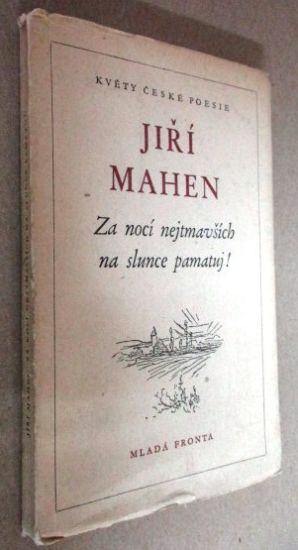 KVĚTY ČESKÉ POESIE
JIŘÍ
MAHEN
Za nocí nejtmavších
na slunce pamatuj!
MLADÁ FRONTA